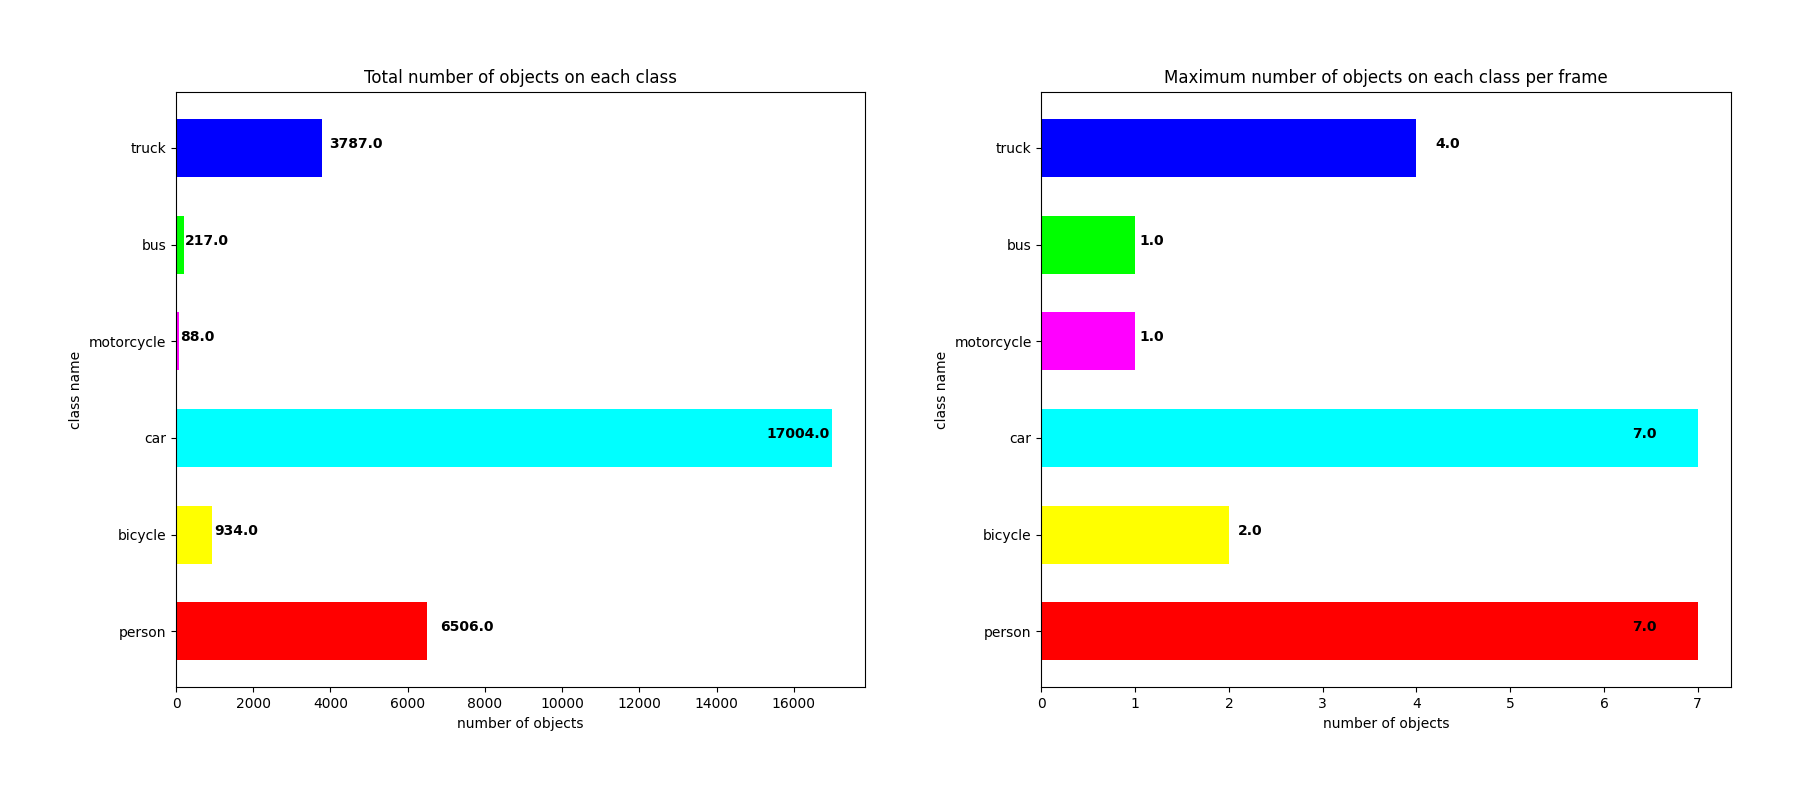 Total number of objects on each class
truck
3787.0
bus
217.0
motorcycle
88.0
class name
car
17004.0
bicycle
934.0
person
6506.0
0 2000 4000 6000 8000 10000 12000 14000 16000
number of objects
Maximum number of objects on each class per frame
truck
4.0
bus
1.0
motorcycle
1.0
class name
car
7.0
bicycle
2.0
person
7.0
0 1 2 3 4 5 6 7
number of objects